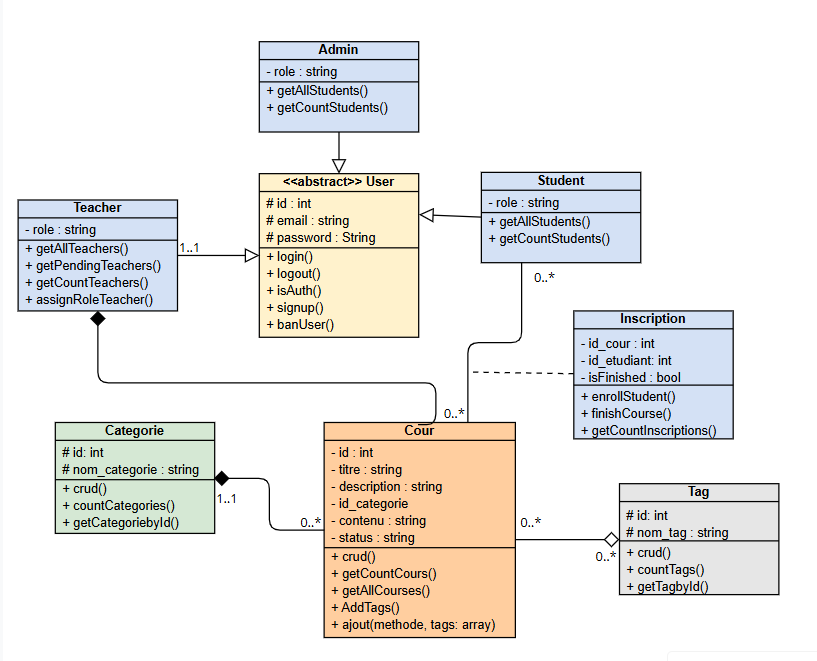 Admin
- role : string
+ getAllStudents()
+ getCountStudents()
<<abstract>> User
# id : int
# email : string
# password : String
+ login()
+ logout()
+ isAuth()
+ signup()
+ banUser()
Student
- role : string
+ getAllStudents()
+ getCountStudents()
Teacher
- role : string
+ getAllTeachers()
+ getPendingTeachers()
+ getCountTeachers()
+ assignRoleTeacher()
1..1
0..*
Inscription
- id_cour : int
- id_etudiant: int
- isFinished : bool
+ enrollStudent()
+ finishCourse()
+ getCountInscriptions()
0..*
Categorie
# id: int
# nom_categorie : string
+ crud()
+ countCategories()
+ getCategoriebyId()
1..1
0..*
Cour
- id : int
- titre : string
- description : string
- id_categorie
- contenu : string
- status : string
+ crud()
+ getCountCours()
+ getAllCourses()
+ AddTags()
+ ajout(methode, tags: array)
0..*
0..*
Tag
# id: int
# nom_tag : string
+ crud()
+ countTags()
+ getTagbyId()